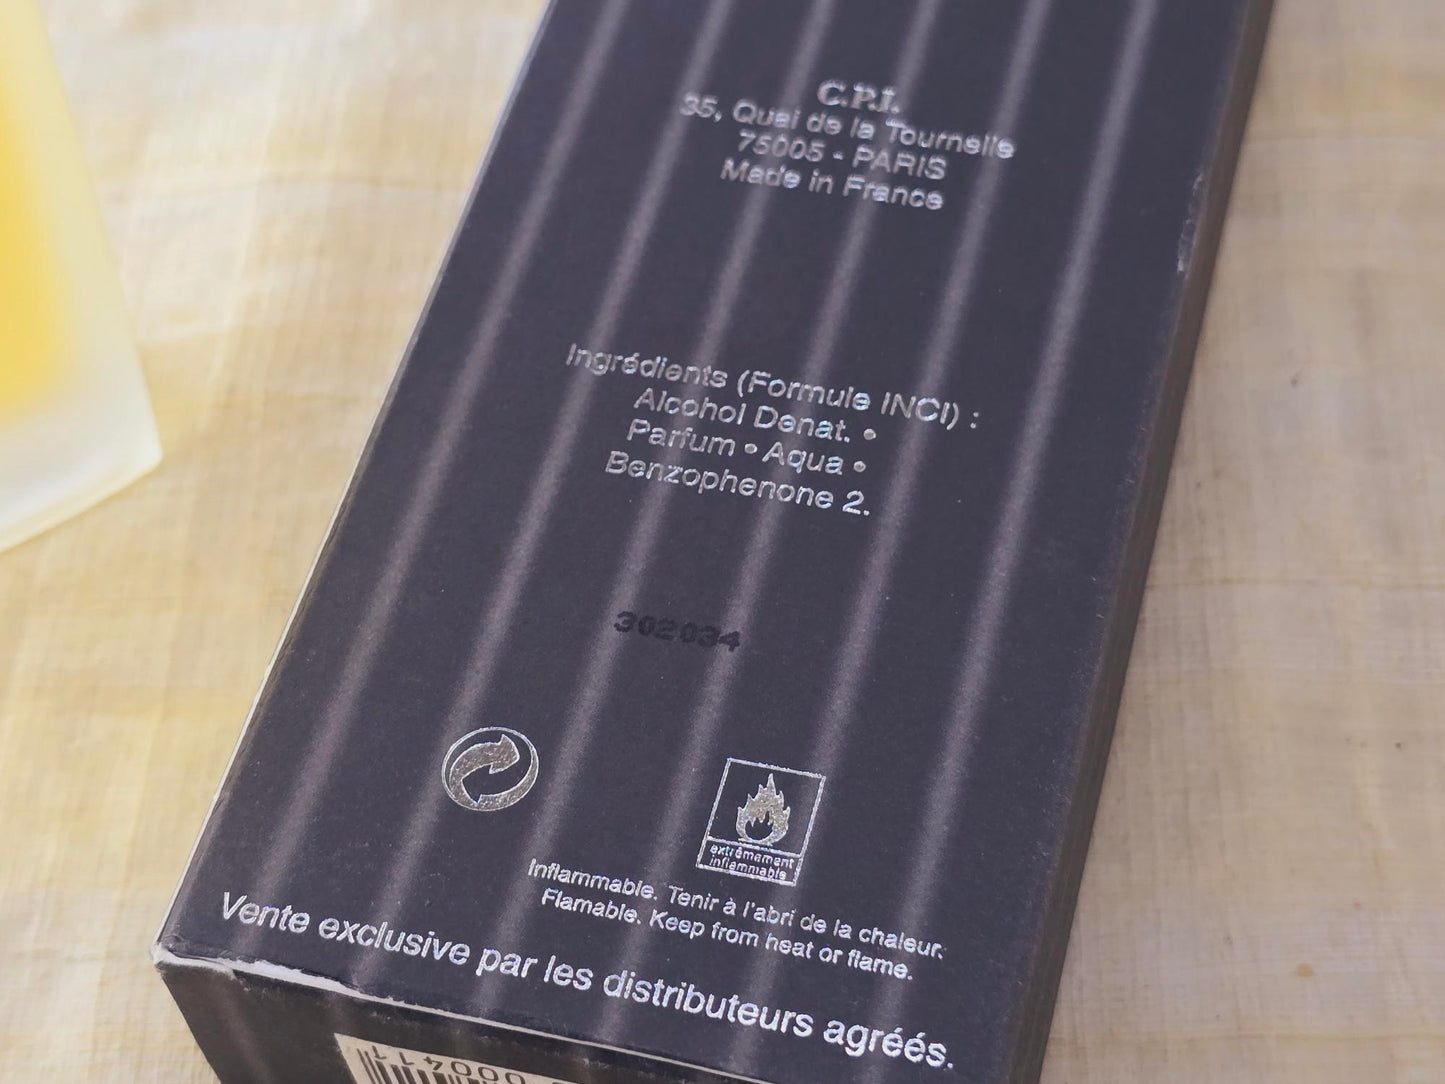 C.P.I.
35, Quai de la Tournelle
75005 - PARIS
Made in France
Ingrédients (Formule INCI) :
Alcohol Denat. •
Parfum • Aqua •
Benzophenone 2.
302034
extrêmement
inflammable
Inflammable. Tenir à l'abri de la chaleur.
Flamable. Keep from heat or flame.
Vente exclusive par les distributeurs agréés.
000411